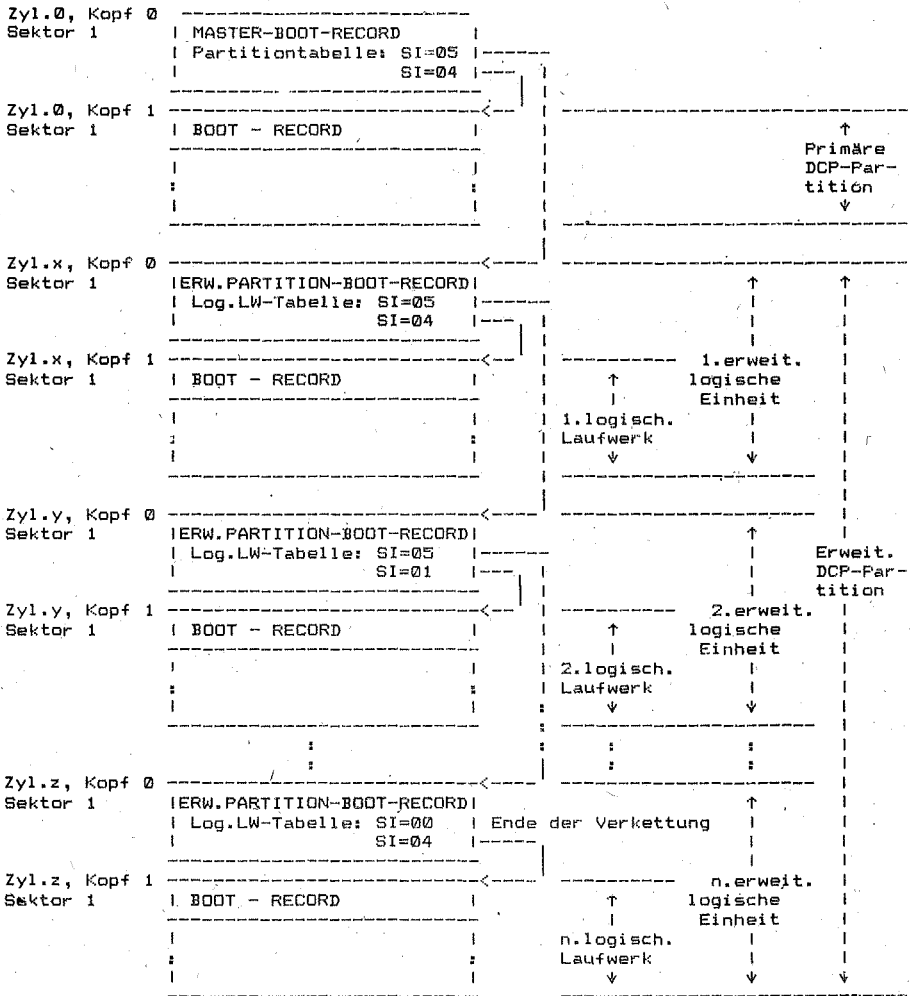 Zyl.0, Kopf 0
Sektor 1 MASTER-BOOT-RECORD
Partitiontabelle: SI=05
SI=04
Zyl.0, Kopf 1
Sektor 1 BOOT - RECORD
Primäre
DCP-Par-
tition
Zyl.x, Kopf 0
Sektor 1 ERW.PARTITION-BOOT-RECORD
Log.LW-Tabelle: SI=05
SI=04
Zyl.x, Kopf 1 1.erweit.
Sektor 1 BOOT - RECORD logische
Einheit
1.logisch.
Laufwerk
Zyl.y, Kopf 0
Sektor 1 ERW.PARTITION-BOOT-RECORD
Log.LW-Tabelle: SI=05 Erweit.
SI=01 DCP-Par-
tition
Zyl.y, Kopf 1 2.erweit.
Sektor 1 BOOT - RECORD logische
Einheit
2.logisch.
Laufwerk
Zyl.z, Kopf 0
Sektor 1 ERW.PARTITION-BOOT-RECORD
Log.LW-Tabelle: SI=00 Ende der Verkettung
SI=04
Zyl.z, Kopf 1 n.erweit.
Sektor 1 BOOT - RECORD logische
Einheit
n.logisch.
Laufwerk